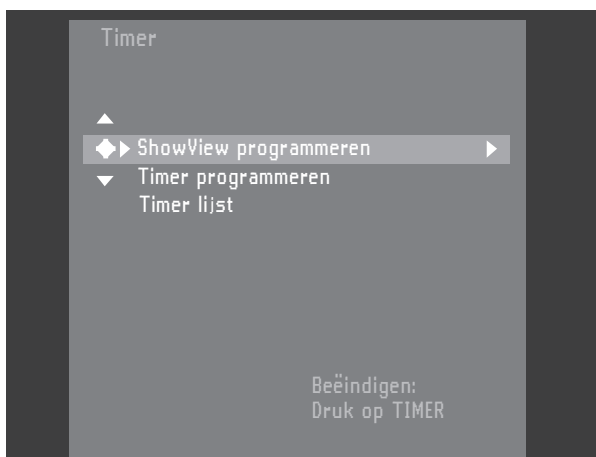 Timer
ShowView programmeren
Timer programmeren
Timer lijst
Beëindigen:
Druk op TIMER